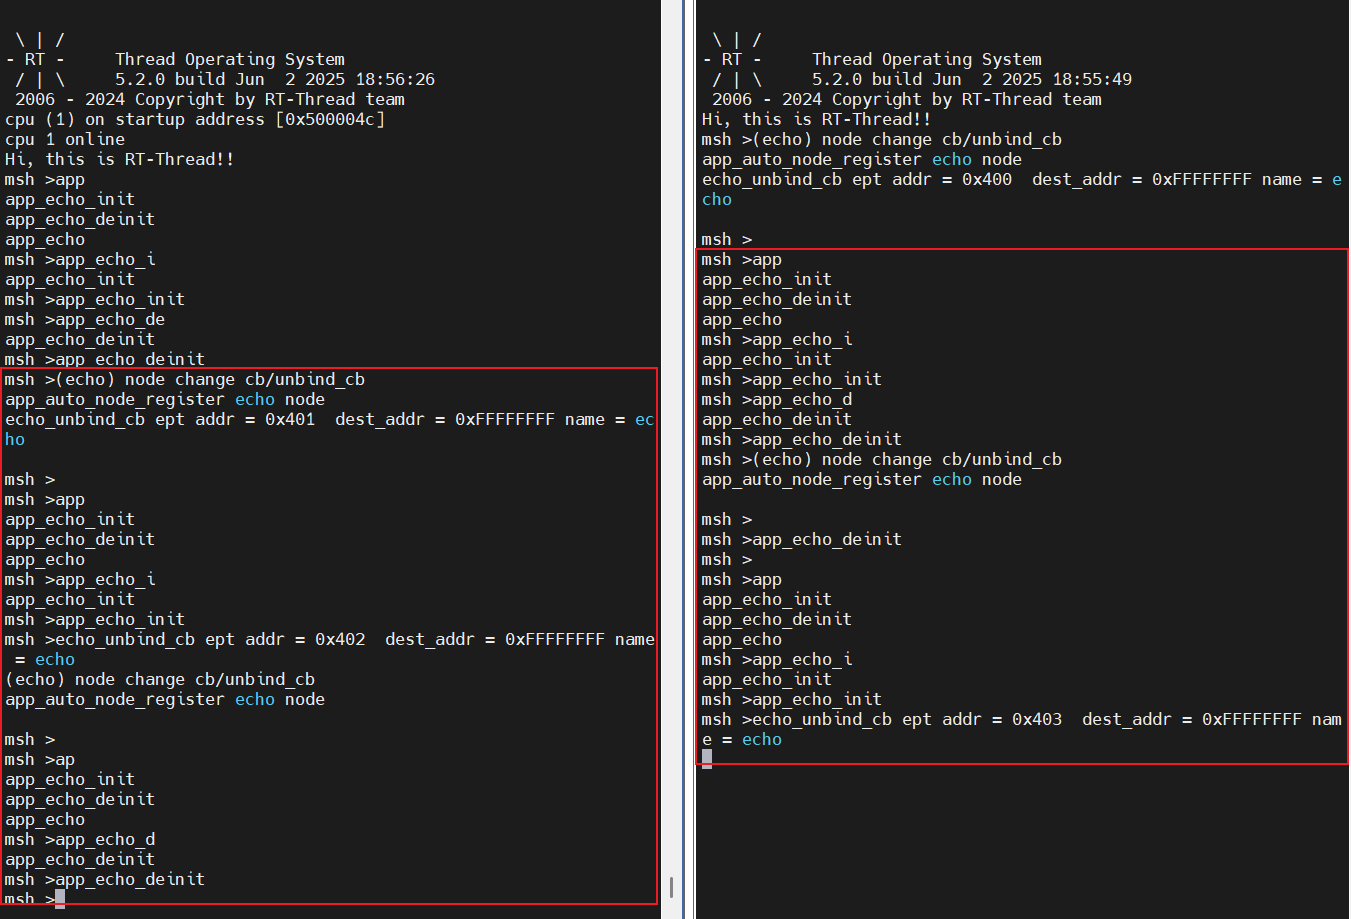 \ | /
- RT -     Thread Operating System
 / | \     5.2.0 build Jun  2 2025 18:56:26
 2006 - 2024 Copyright by RT-Thread team
cpu (1) on startup address [0x500004c]
cpu 1 online
Hi, this is RT-Thread!!
msh >app
app_echo_init
app_echo_deinit
app_echo
msh >app_echo_i
app_echo_init
msh >app_echo_init
msh >app_echo_de
app_echo_deinit
msh >app_echo_deinit
msh >(echo) node change cb/unbind_cb
app_auto_node_register echo node
echo_unbind_cb ept addr = 0x401  dest_addr = 0xFFFFFFFF name = ec
ho

msh >
msh >app
app_echo_init
app_echo_deinit
app_echo
msh >app_echo_i
app_echo_init
msh >app_echo_init
msh >echo_unbind_cb ept addr = 0x402  dest_addr = 0xFFFFFFFF name
 = echo
(echo) node change cb/unbind_cb
app_auto_node_register echo node

msh >
msh >ap
app_echo_init
app_echo_deinit
app_echo
msh >app_echo_d
app_echo_deinit
msh >app_echo_deinit
msh >
 \ | /
- RT -     Thread Operating System
 / | \     5.2.0 build Jun  2 2025 18:55:49
 2006 - 2024 Copyright by RT-Thread team
Hi, this is RT-Thread!!
msh >(echo) node change cb/unbind_cb
app_auto_node_register echo node
echo_unbind_cb ept addr = 0x400  dest_addr = 0xFFFFFFFF name = e
cho

msh >
msh >app
app_echo_init
app_echo_deinit
app_echo
msh >app_echo_i
app_echo_init
msh >app_echo_init
msh >app_echo_d
app_echo_deinit
msh >app_echo_deinit
msh >(echo) node change cb/unbind_cb
app_auto_node_register echo node

msh >
msh >app_echo_deinit
msh >
msh >app
app_echo_init
app_echo_deinit
app_echo
msh >app_echo_i
app_echo_init
msh >app_echo_init
msh >echo_unbind_cb ept addr = 0x403  dest_addr = 0xFFFFFFFF nam
e = echo